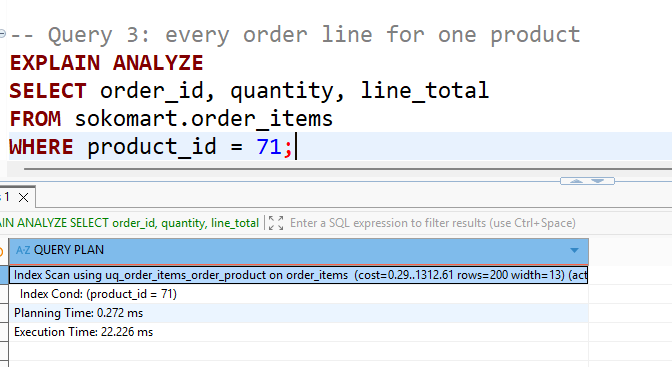 -- Query 3: every order line for one product
EXPLAIN ANALYZE
SELECT order_id, quantity, line_total
FROM sokomart.order_items
WHERE product_id = 71;
1
AIN ANALYZE SELECT order_id, quantity, line_total Enter a SQL expression to filter results (use Ctrl+Space)
A-Z QUERY PLAN
Index Scan using uq_order_items_order_product on order_items (cost=0.29..1312.61 rows=200 width=13) (act
Index Cond: (product_id = 71)
Planning Time: 0.272 ms
Execution Time: 22.226 ms